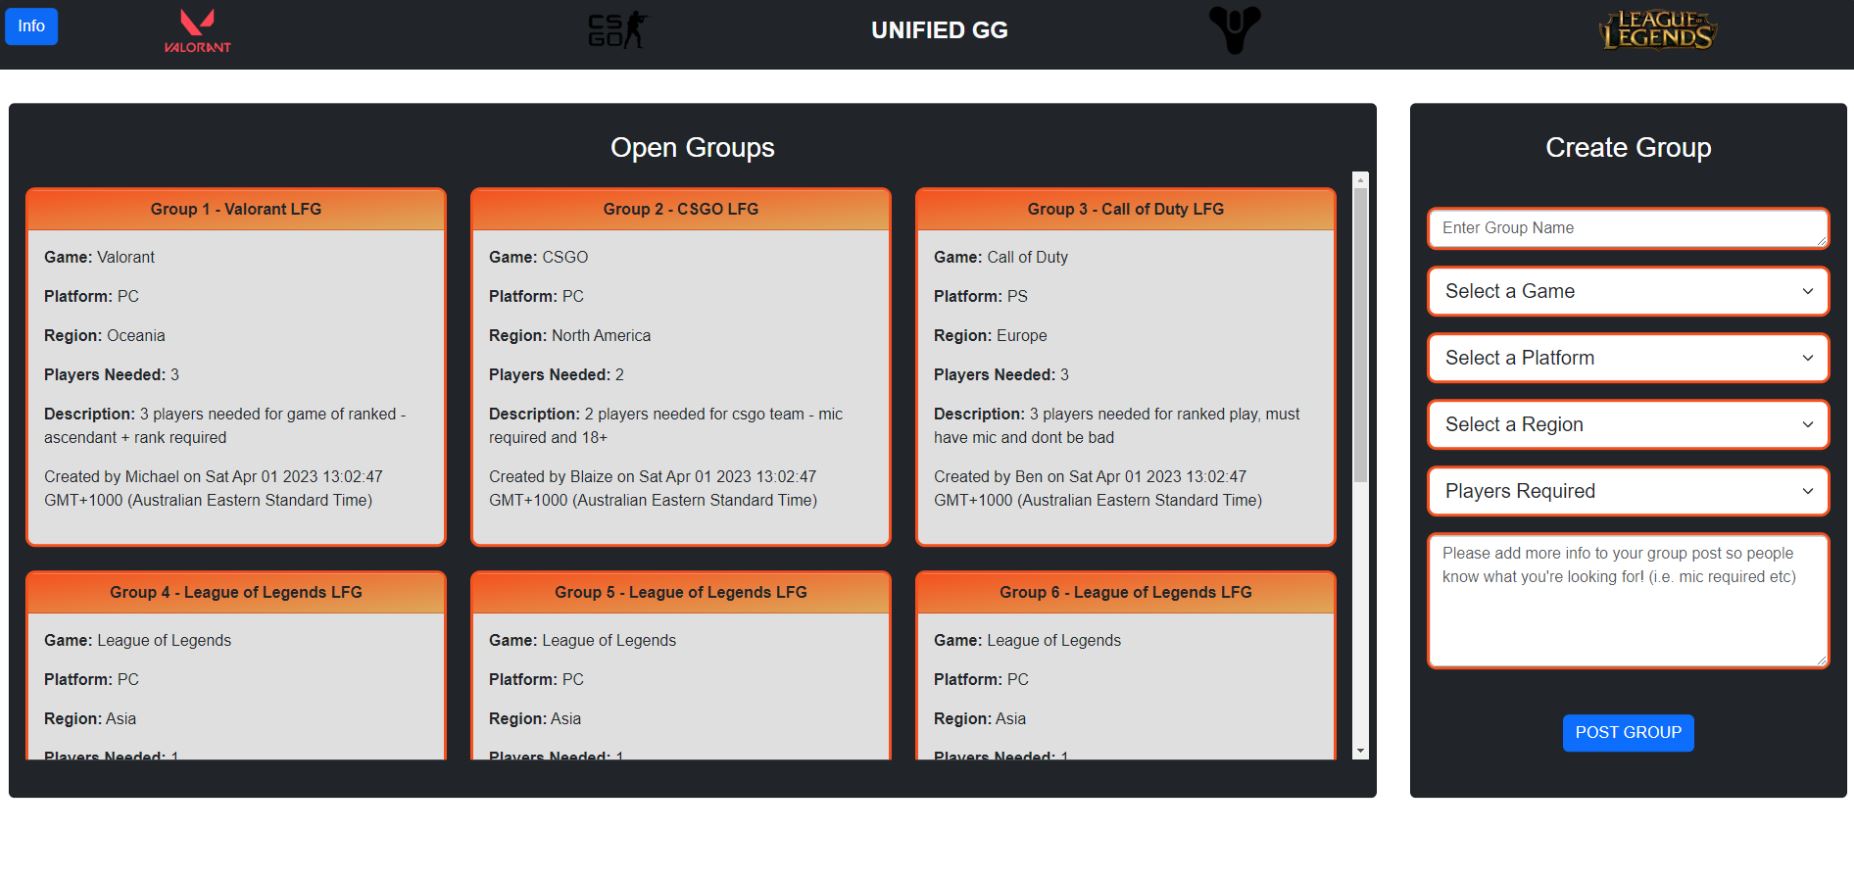 Info
VALORANT
CS
GO
UNIFIED GG
LEAGUE OF
LEGENDS
Open Groups
Group 1 - Valorant LFG
Game: Valorant
Platform: PC
Region: Oceania
Players Needed: 3
Description: 3 players needed for game of ranked -
ascendant + rank required
Created by Michael on Sat Apr 01 2023 13:02:47
GMT+1000 (Australian Eastern Standard Time)
Group 2 - CSGO LFG
Game: CSGO
Platform: PC
Region: North America
Players Needed: 2
Description: 2 players needed for csgo team - mic
required and 18+
Created by Blaize on Sat Apr 01 2023 13:02:47
GMT+1000 (Australian Eastern Standard Time)
Group 3 - Call of Duty LFG
Game: Call of Duty
Platform: PS
Region: Europe
Players Needed: 3
Description: 3 players needed for ranked play, must
have mic and dont be bad
Created by Ben on Sat Apr 01 2023 13:02:47
GMT+1000 (Australian Eastern Standard Time)
Group 4 - League of Legends LFG
Game: League of Legends
Platform: PC
Region: Asia
Players Needed: 1
Group 5 - League of Legends LFG
Game: League of Legends
Platform: PC
Region: Asia
Players Needed: 1
Group 6 - League of Legends LFG
Game: League of Legends
Platform: PC
Region: Asia
Players Needed: 1
Create Group
Enter Group Name
Select a Game
Select a Platform
Select a Region
Players Required
Please add more info to your group post so people
know what you're looking for! (i.e. mic required etc)
POST GROUP